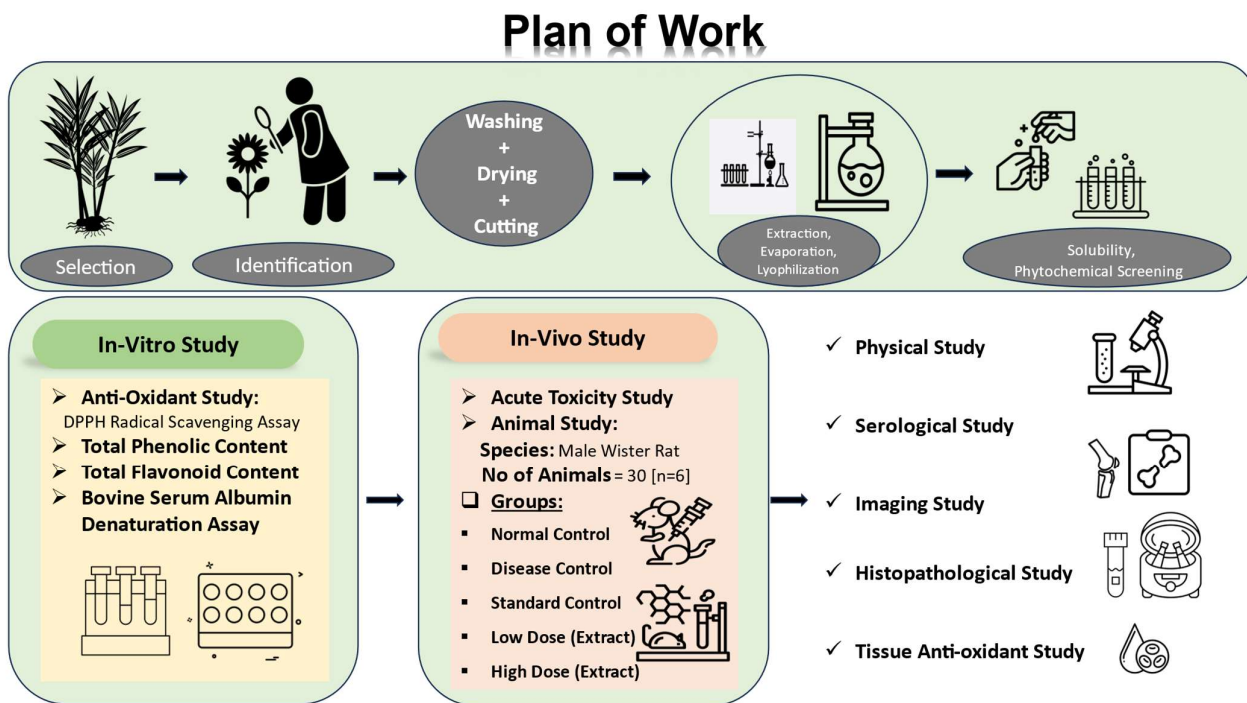 Plan of Work
Selection
Identification
Washing
+
Drying
+
Cutting
Extraction,
Evaporation,
Lyophilization
Solubility,
Phytochemical Screening
In-Vitro Study
Anti-Oxidant Study:
DPPH Radical Scavenging Assay
Total Phenolic Content
Total Flavonoid Content
Bovine Serum Albumin
Denaturation Assay
In-Vivo Study
Acute Toxicity Study
Animal Study:
Species: Male Wister Rat
No of Animals = 30 [n=6]
Groups:
Normal Control
Disease Control
Standard Control
Low Dose (Extract)
High Dose (Extract)
Physical Study
Serological Study
Imaging Study
Histopathological Study
Tissue Anti-oxidant Study